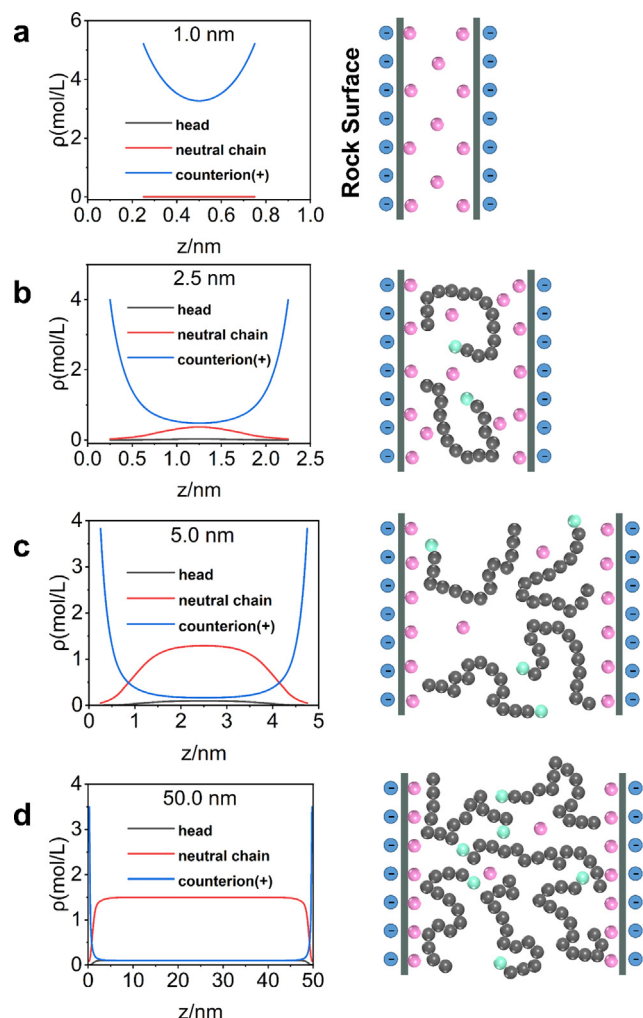 a
1.0 nm
ρ(mol/L)
6
4
2
0
head
neutral chain
counterion(+)
0.0 0.2 0.4 0.6 0.8 1.0
z/nm
Rock Surface
b
2.5 nm
ρ(mol/L)
4
3
2
1
0
head
neutral chain
counterion(+)
0.0 0.5 1.0 1.5 2.0 2.5
z/nm
c
5.0 nm
ρ(mol/L)
4
3
2
1
0
head
neutral chain
counterion(+)
0 1 2 3 4 5
z/nm
d
50.0 nm
ρ(mol/L)
4
3
2
1
0
head
neutral chain
counterion(+)
0 10 20 30 40 50
z/nm